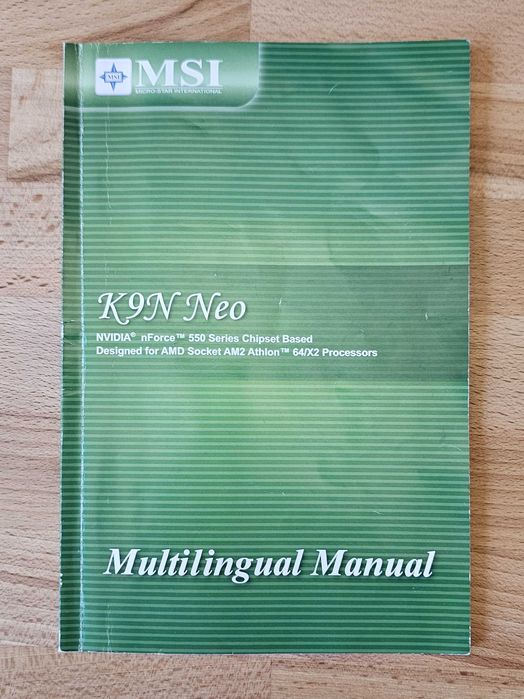 MSI
MSI
MICRO-STAR INTERNATIONAL
K9N Neo
NVIDIA® nForce™ 550 Series Chipset Based
Designed for AMD Socket AM2 Athlon™ 64/X2 Processors
Multilingual Manual